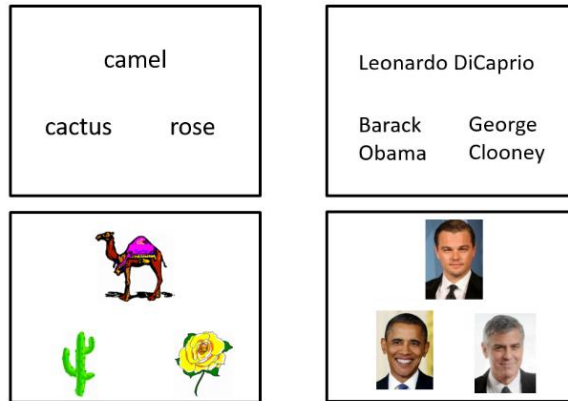 camel
cactus rose
Leonardo DiCaprio
Barack George
Obama Clooney